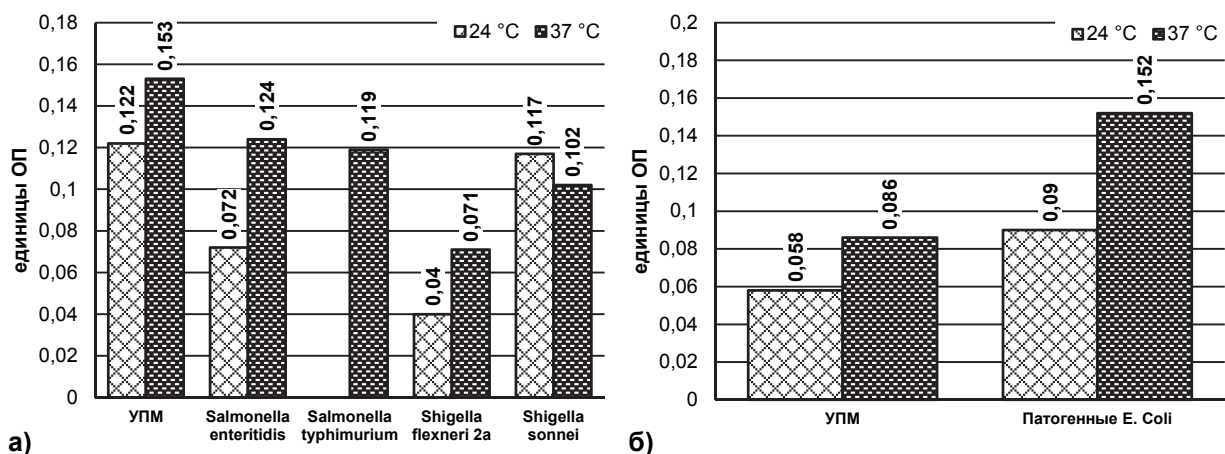 единицы ОП
0,18
0,16
0,14
0,12
0,1
0,08
0,06
0,04
0,02
0
24 °C 37 °C
0,122
0,153
0,072
0,124
0,119
0,04
0,071
0,117
0,102
УПМ
Salmonella
enteritidis
Salmonella
typhimurium
Shigella
flexneri 2a
Shigella
sonnei
а)
единицы ОП
0,2
0,18
0,16
0,14
0,12
0,1
0,08
0,06
0,04
0,02
0
24 °C 37 °C
0,058
0,086
0,09
0,152
УПМ
Патогенные E. Coli
б)